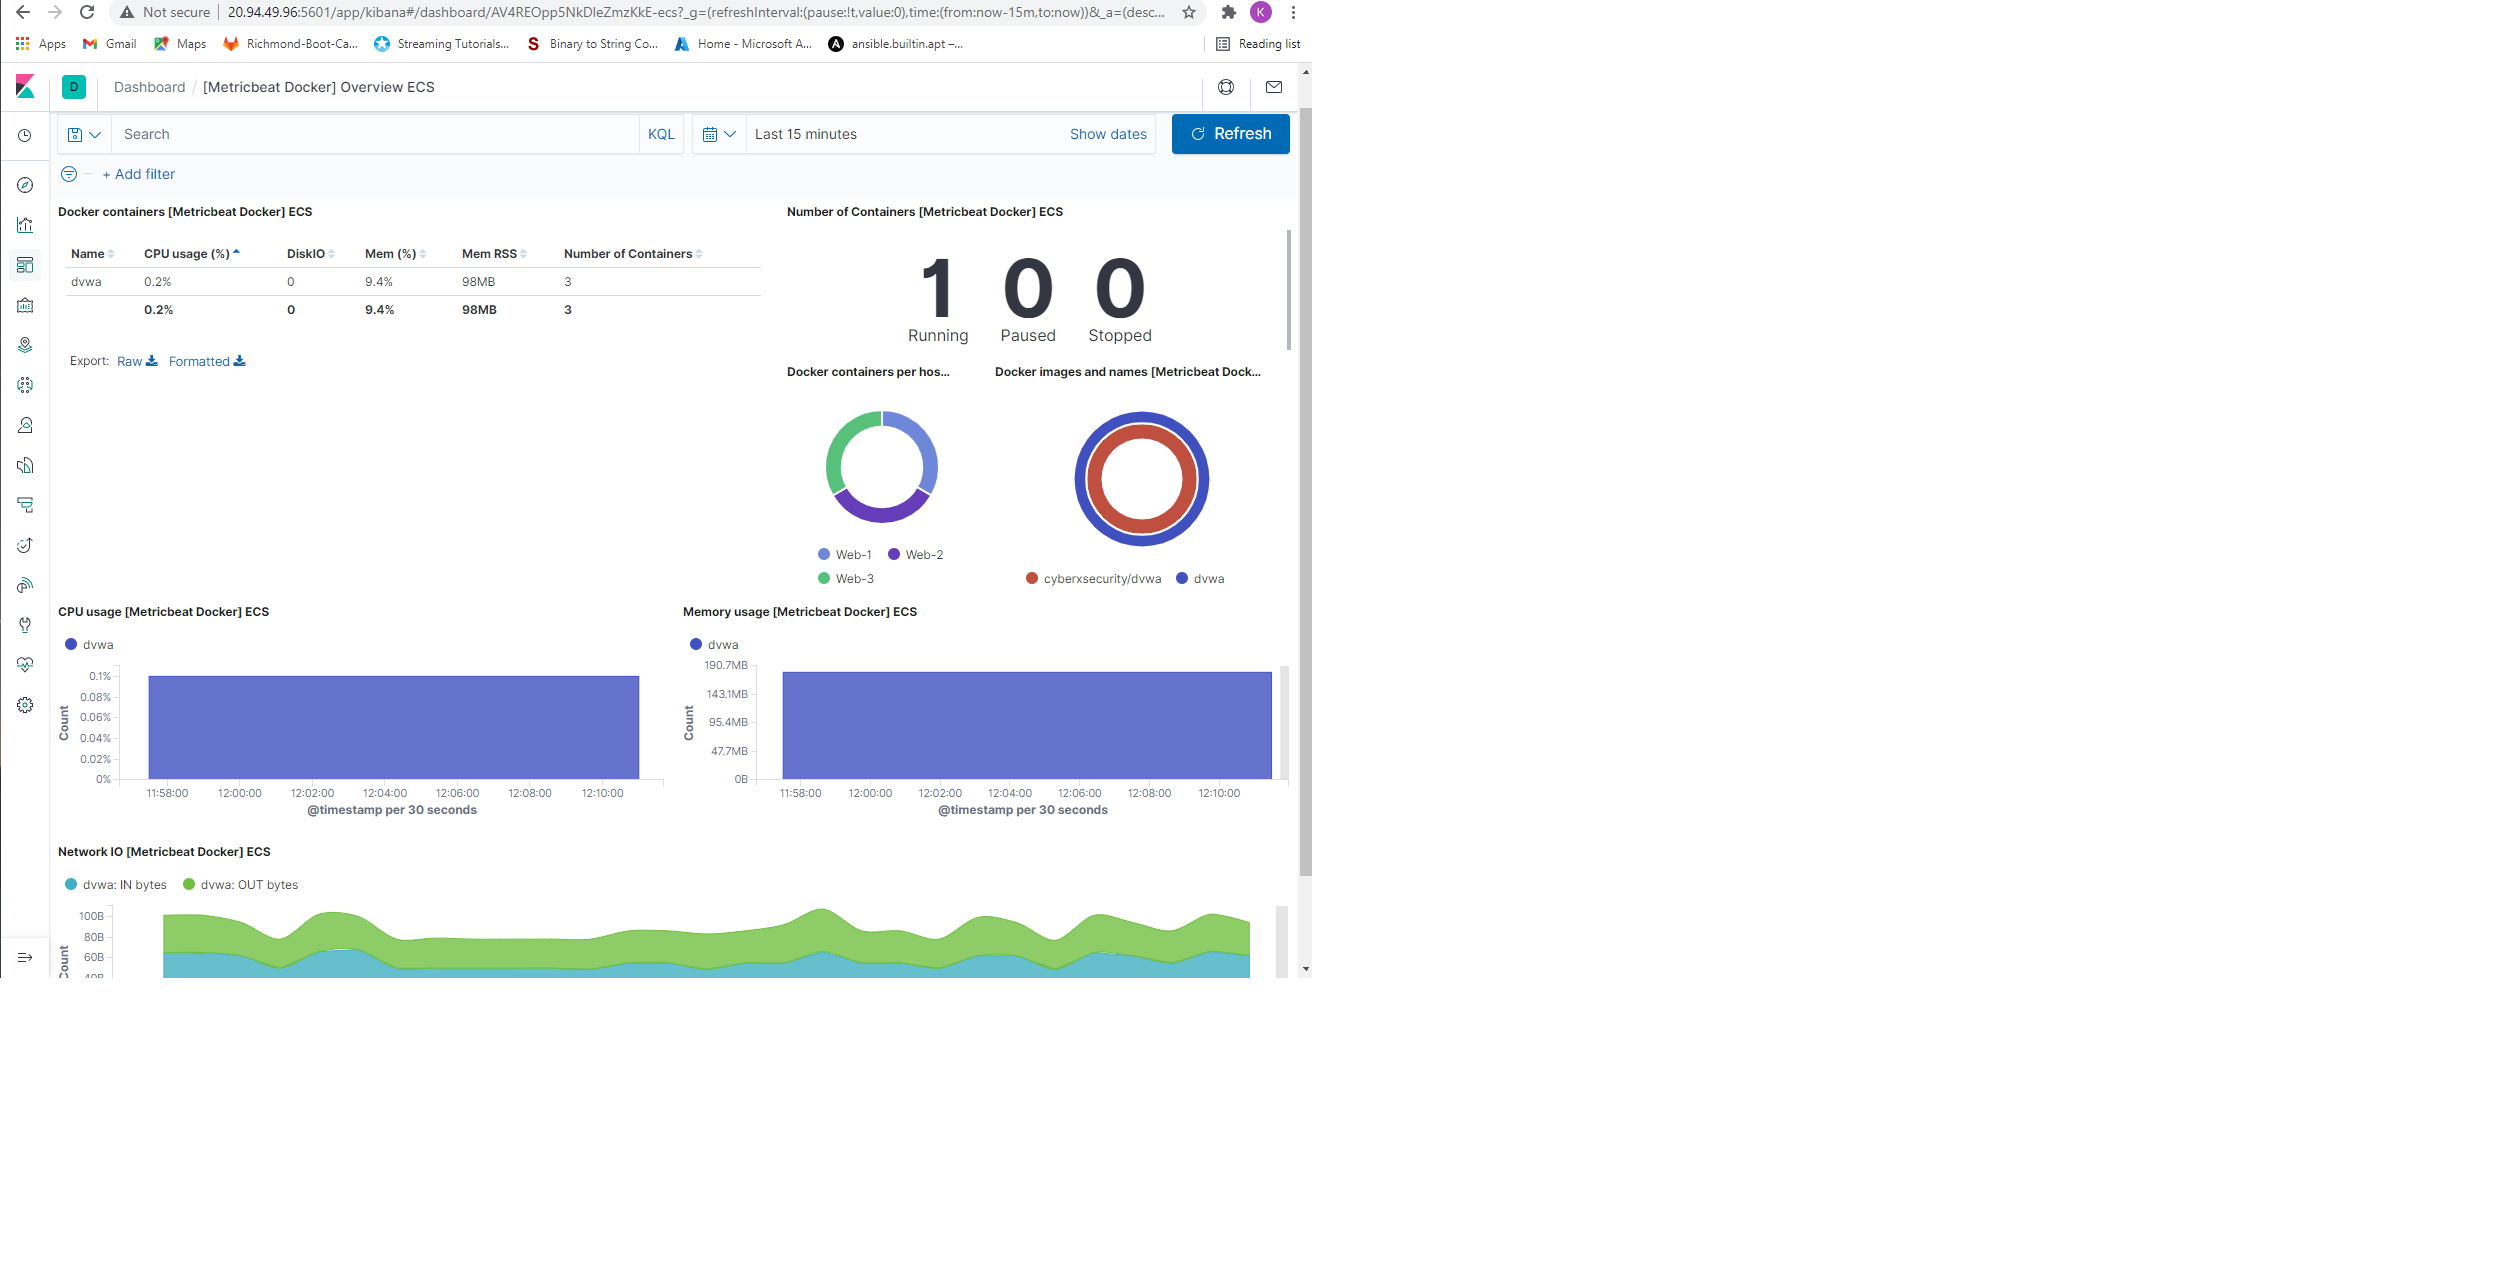 Not secure 20.94.49.96:5601/app/kibana#/dashboard/AV4REOpp5NkDleZmzKkE-ecs?_g=(refreshInterval:(pause:!t,value:0),time:(from:now-15m,to:now))&_a=(desc... K
Apps Gmail Maps Richmond-Boot-Ca... Streaming Tutorials... S Binary to String Co... Home - Microsoft A... ansible.builtin.apt –... Reading list
D Dashboard / [Metricbeat Docker] Overview ECS
Search KQL Last 15 minutes Show dates Refresh
+ Add filter
Docker containers [Metricbeat Docker] ECS
Name CPU usage (%) DiskIO Mem (%) Mem RSS Number of Containers
dvwa 0.2% 0 9.4% 98MB 3
0.2% 0 9.4% 98MB 3
Export: Raw Formatted
Number of Containers [Metricbeat Docker] ECS
1 0 0
Running Paused Stopped
Docker containers per hos...
Web-1 Web-2
Web-3
Docker images and names [Metricbeat Dock...
cyberxsecurity/dvwa dvwa
CPU usage [Metricbeat Docker] ECS
dvwa
0.1%
0.08%
0.06%
0.04%
0.02%
0%
Count
11:58:00 12:00:00 12:02:00 12:04:00 12:06:00 12:08:00 12:10:00
@timestamp per 30 seconds
Memory usage [Metricbeat Docker] ECS
dvwa
190.7MB
143.1MB
95.4MB
47.7MB
0B
Count
11:58:00 12:00:00 12:02:00 12:04:00 12:06:00 12:08:00 12:10:00
@timestamp per 30 seconds
Network IO [Metricbeat Docker] ECS
dvwa: IN bytes dvwa: OUT bytes
100B
80B
60B
40B
Count